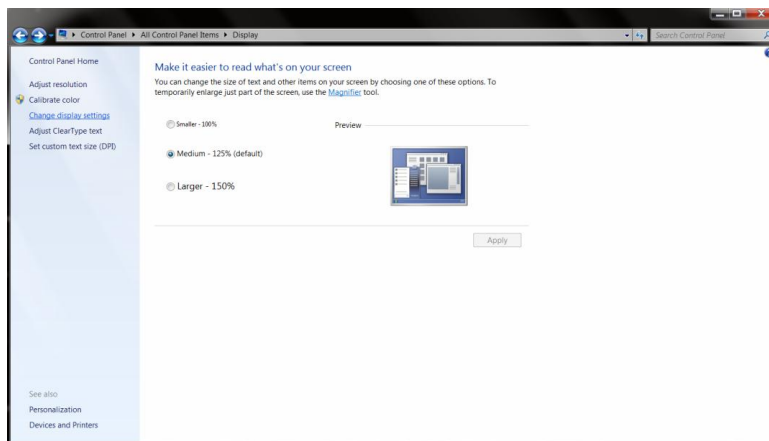 Control Panel ▸ All Control Panel Items ▸ Display
Search Control Panel
Control Panel Home
Adjust resolution
Calibrate color
Change display settings
Adjust ClearType text
Set custom text size (DPI)
See also
Personalization
Devices and Printers
Make it easier to read what's on your screen
You can change the size of text and other items on your screen by choosing one of these options. To
temporarily enlarge just part of the screen, use the Magnifier tool.
Smaller - 100%
Preview
Medium - 125% (default)
Larger - 150%
Apply